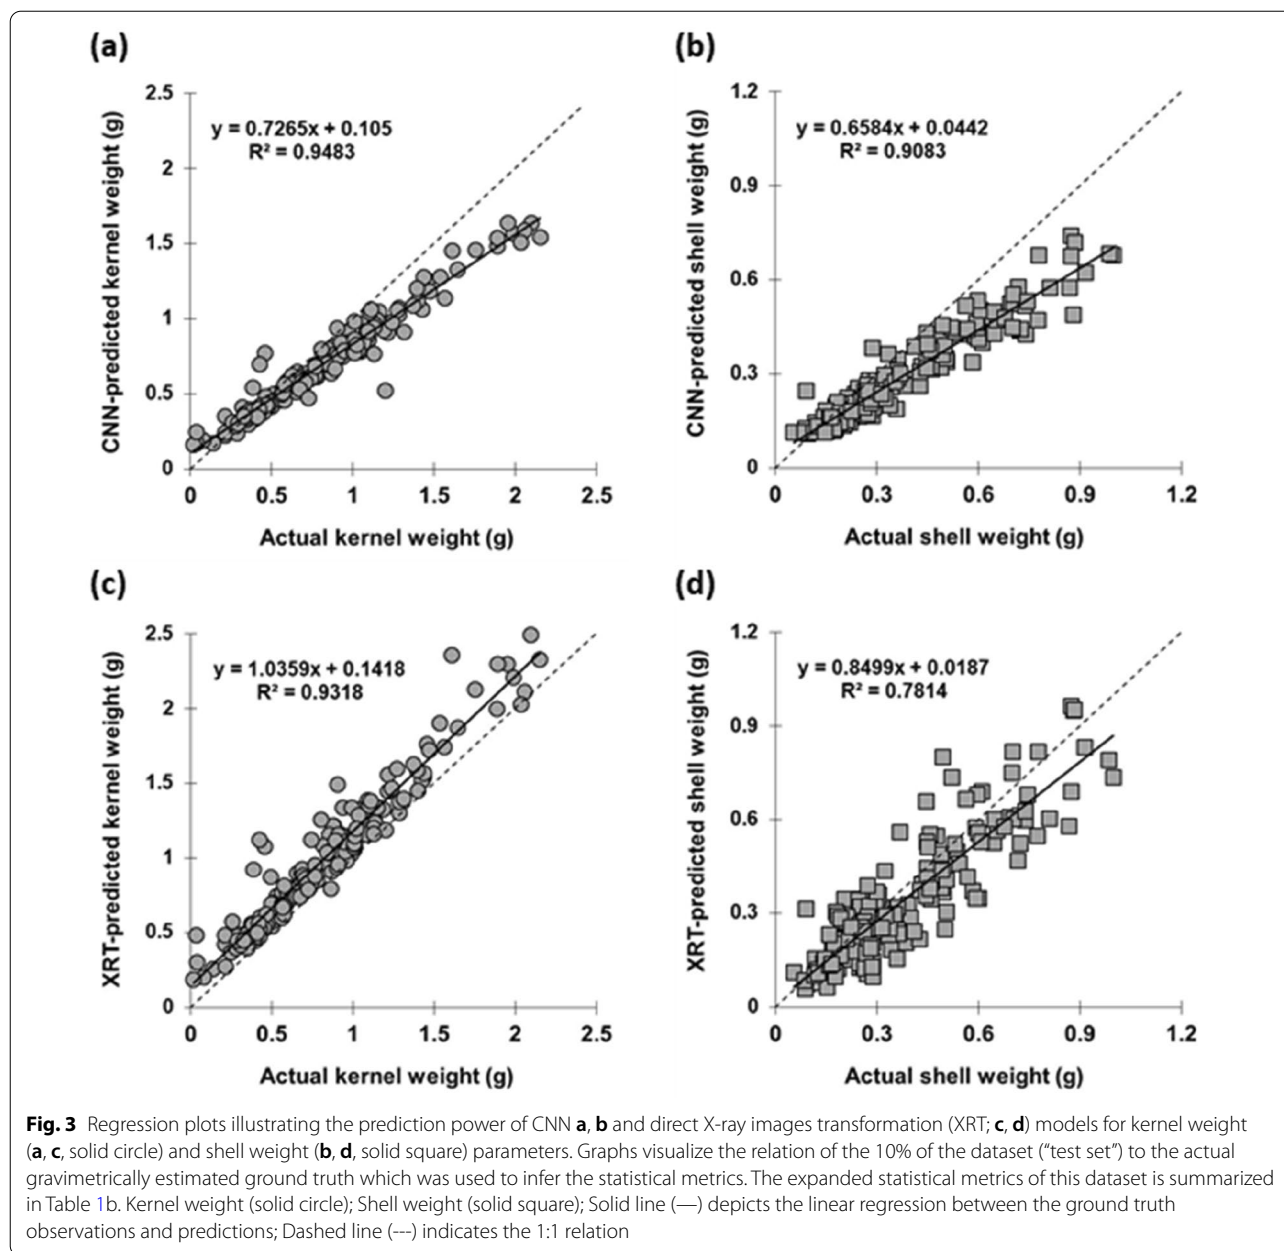 (a)
CNN-predicted kernel weight (g)
2.5
2
1.5
1
0.5
0
y = 0.7265x + 0.105
R² = 0.9483
0 0.5 1 1.5 2 2.5
Actual kernel weight (g)
(b)
CNN-predicted shell weight (g)
1.2
0.9
0.6
0.3
0
y = 0.6584x + 0.0442
R² = 0.9083
0 0.3 0.6 0.9 1.2
Actual shell weight (g)
(c)
XRT-predicted kernel weight (g)
2.5
2
1.5
1
0.5
0
y = 1.0359x + 0.1418
R² = 0.9318
0 0.5 1 1.5 2 2.5
Actual kernel weight (g)
(d)
XRT-predicted shell weight (g)
1.2
0.9
0.6
0.3
0
y = 0.8499x + 0.0187
R² = 0.7814
0 0.3 0.6 0.9 1.2
Actual shell weight (g)
Fig. 3 Regression plots illustrating the prediction power of CNN a, b and direct X-ray images transformation (XRT; c, d) models for kernel weight
(a, c, solid circle) and shell weight (b, d, solid square) parameters. Graphs visualize the relation of the 10% of the dataset (“test set”) to the actual
gravimetrically estimated ground truth which was used to infer the statistical metrics. The expanded statistical metrics of this dataset is summarized
in Table 1b. Kernel weight (solid circle); Shell weight (solid square); Solid line (—) depicts the linear regression between the ground truth
observations and predictions; Dashed line (---) indicates the 1:1 relation